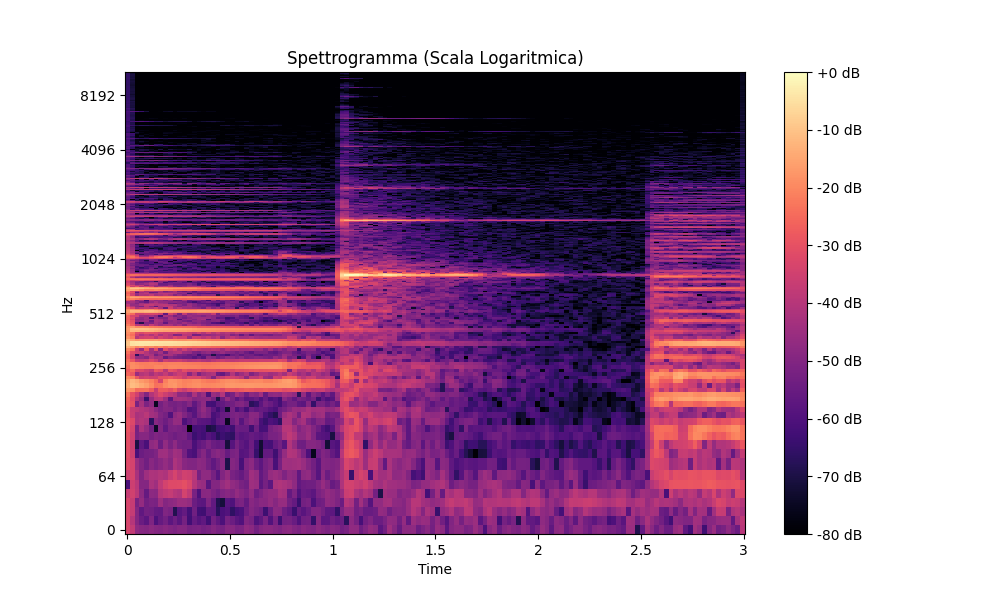 Spettrogramma (Scala Logaritmica)
Hz
8192
4096
2048
1024
512
256
128
64
0
0 0.5 1 1.5 2 2.5 3
Time
+0 dB
-10 dB
-20 dB
-30 dB
-40 dB
-50 dB
-60 dB
-70 dB
-80 dB